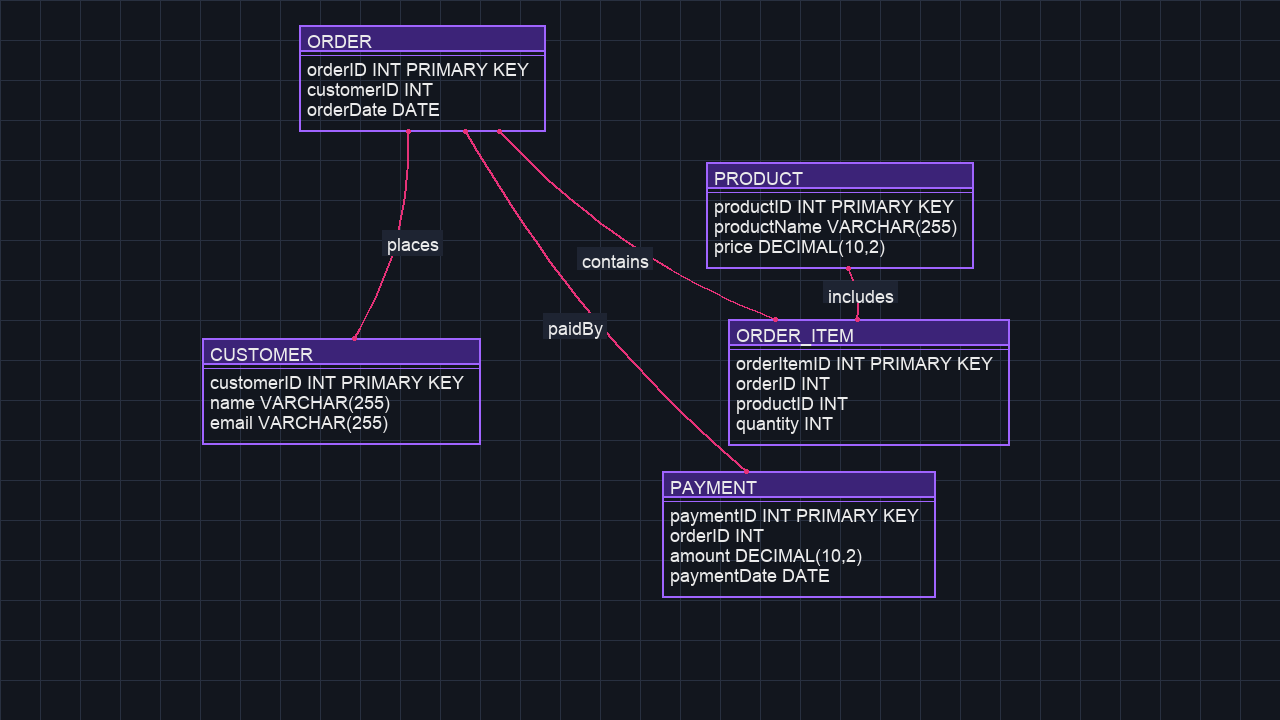 ORDER
orderID INT PRIMARY KEY
customerID INT
orderDate DATE
PRODUCT
productID INT PRIMARY KEY
productName VARCHAR(255)
price DECIMAL(10,2)
places
contains
includes
paidBy
ORDER_ITEM
orderItemID INT PRIMARY KEY
orderID INT
productID INT
quantity INT
CUSTOMER
customerID INT PRIMARY KEY
name VARCHAR(255)
email VARCHAR(255)
PAYMENT
paymentID INT PRIMARY KEY
orderID INT
amount DECIMAL(10,2)
paymentDate DATE